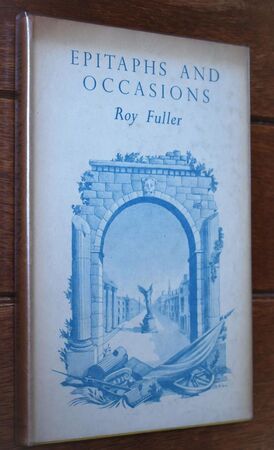 EPITAPHS AND
OCCASIONS
Roy Fuller